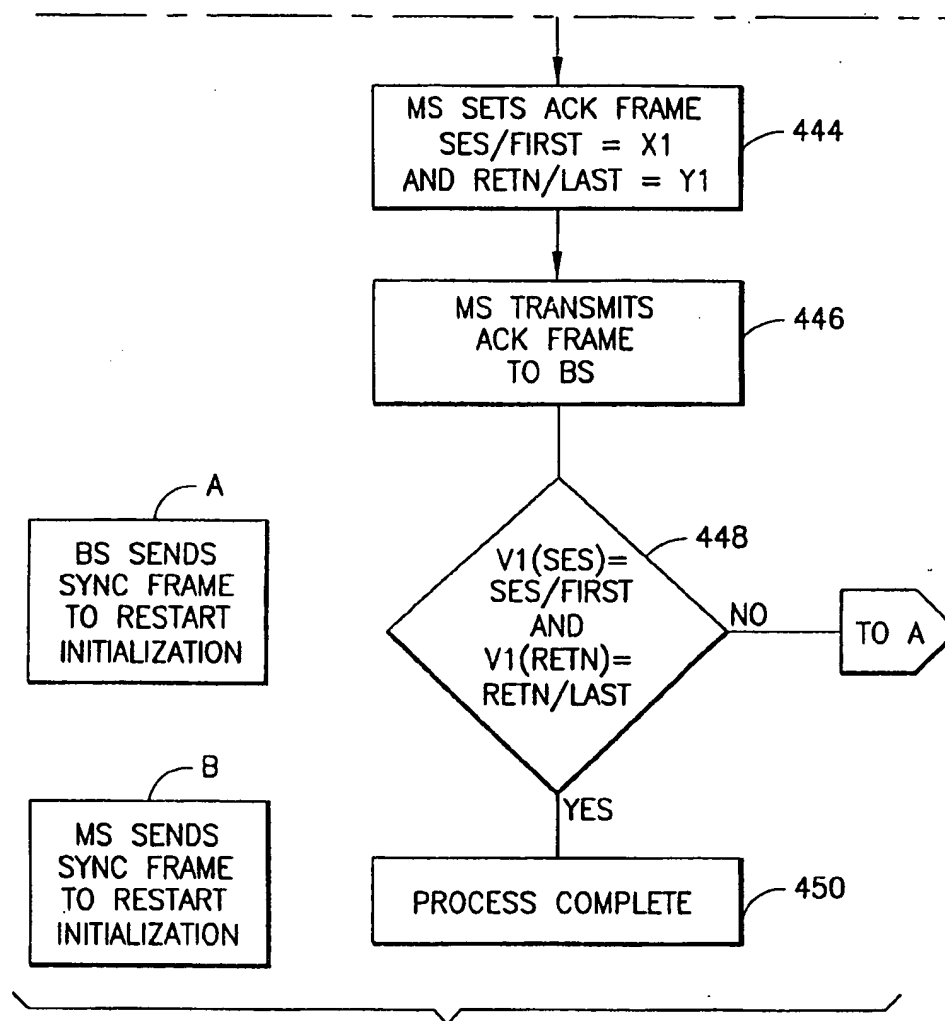 MS SETS ACK FRAME
SES/FIRST = X1
AND RETN/LAST = Y1
444
MS TRANSMITS
ACK FRAME
TO BS
446
A
BS SENDS
SYNC FRAME
TO RESTART
INITIALIZATION
V1(SES)=
SES/FIRST
AND
V1(RETN)=
RETN/LAST
448
NO
TO A
B
MS SENDS
SYNC FRAME
TO RESTART
INITIALIZATION
YES
PROCESS COMPLETE
450